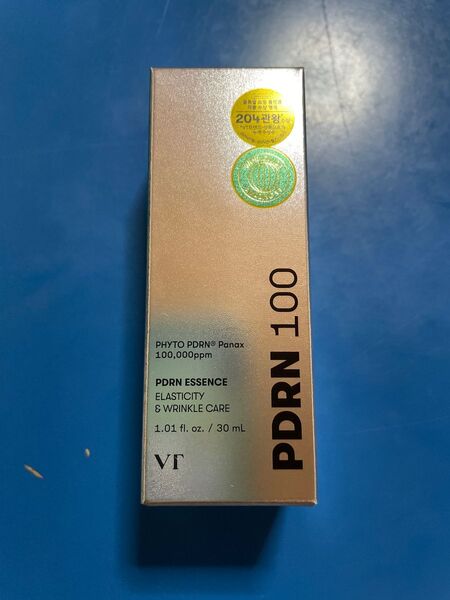 204관왕
PHYTO PDRN® Panax
100,000ppm
PDRN ESSENCE
ELASTICITY
& WRINKLE CARE
1.01 fl. oz. / 30 mL
VT
PDRN 100